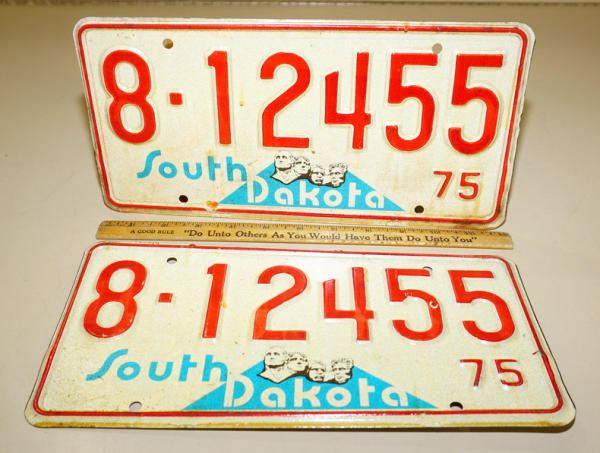 8-12455
South Dakota 75
A GOOD RULE "Do Unto Others As You Would Have Them Do Unto You"
8-12455
South Dakota 75